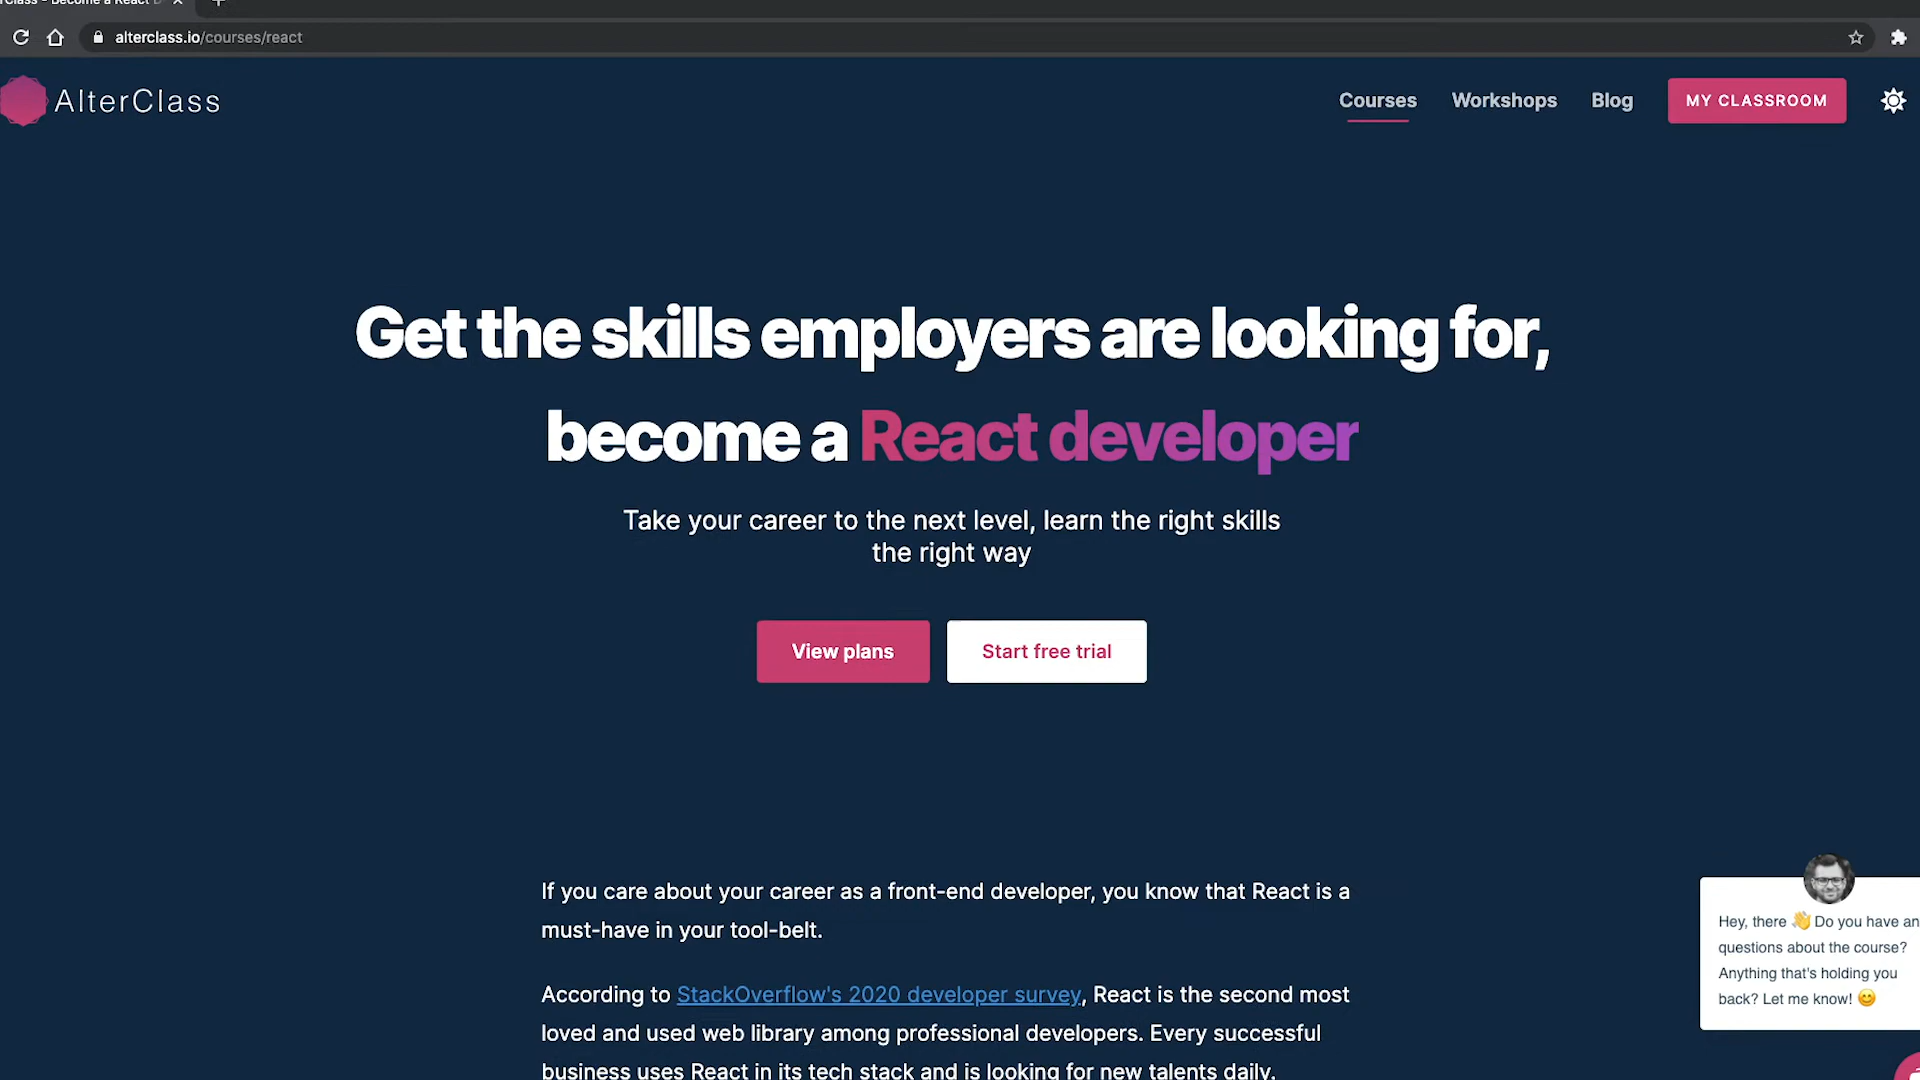 Class - Become a React D
alterclass.io/courses/react
AlterClass
Courses
Workshops
Blog
MY CLASSROOM
Get the skills employers are looking for,
become a React developer
Take your career to the next level, learn the right skills
the right way
View plans
Start free trial
If you care about your career as a front-end developer, you know that React is a
must-have in your tool-belt.
According to StackOverflow's 2020 developer survey, React is the second most
loved and used web library among professional developers. Every successful
business uses React in its tech stack and is looking for new talents daily.
Hey, there 👋 Do you have an
questions about the course?
Anything that's holding you
back? Let me know! 😊